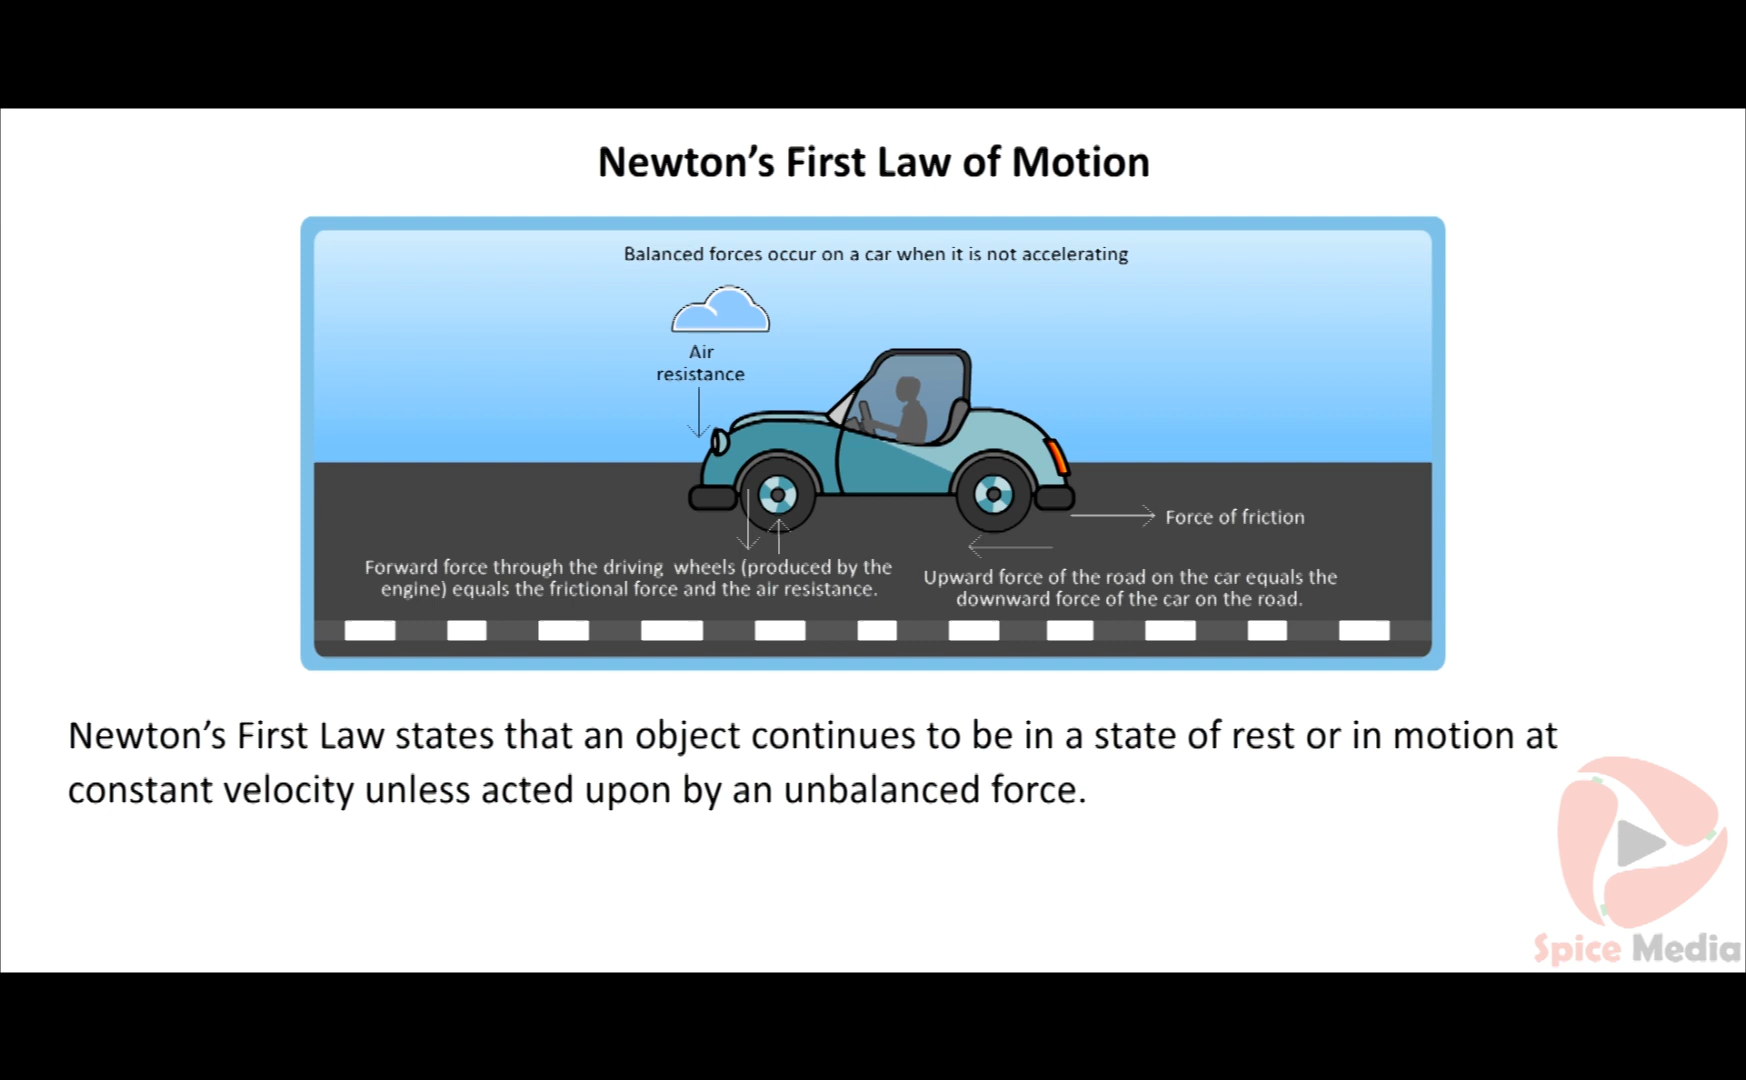 Newton's First Law of Motion
Balanced forces occur on a car when it is not accelerating
Air
resistance
Force of friction
Forward force through the driving wheels (produced by the
engine) equals the frictional force and the air resistance.
Upward force of the road on the car equals the
downward force of the car on the road.
Newton's First Law states that an object continues to be in a state of rest or in motion at
constant velocity unless acted upon by an unbalanced force.
Spice Media